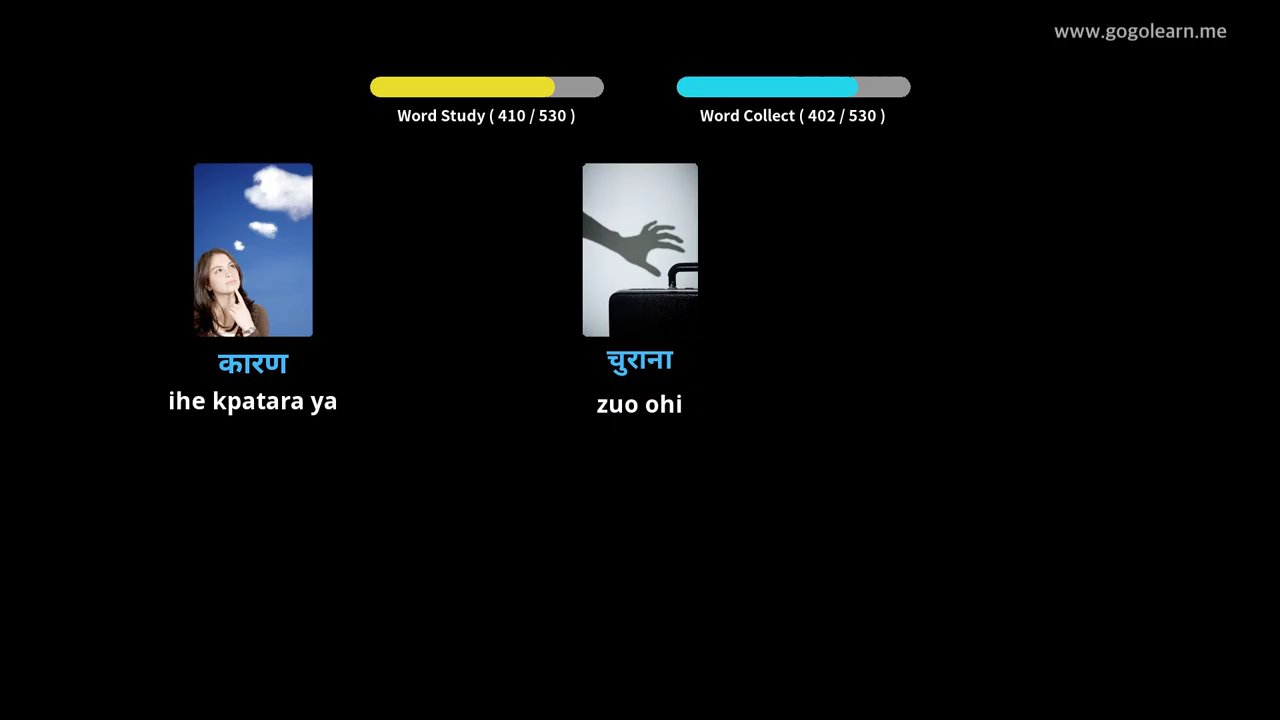 www.gogolearn.me
Word Study ( 410 / 530 )
Word Collect ( 402 / 530 )
कारण
ihe kpatara ya
चुराना
zuo ohi